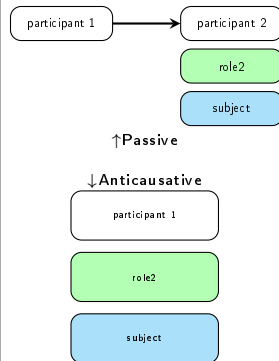 participant 1 participant 2
role2
subject
↑Passive
↓Anticausative
participant 1
role2
subject